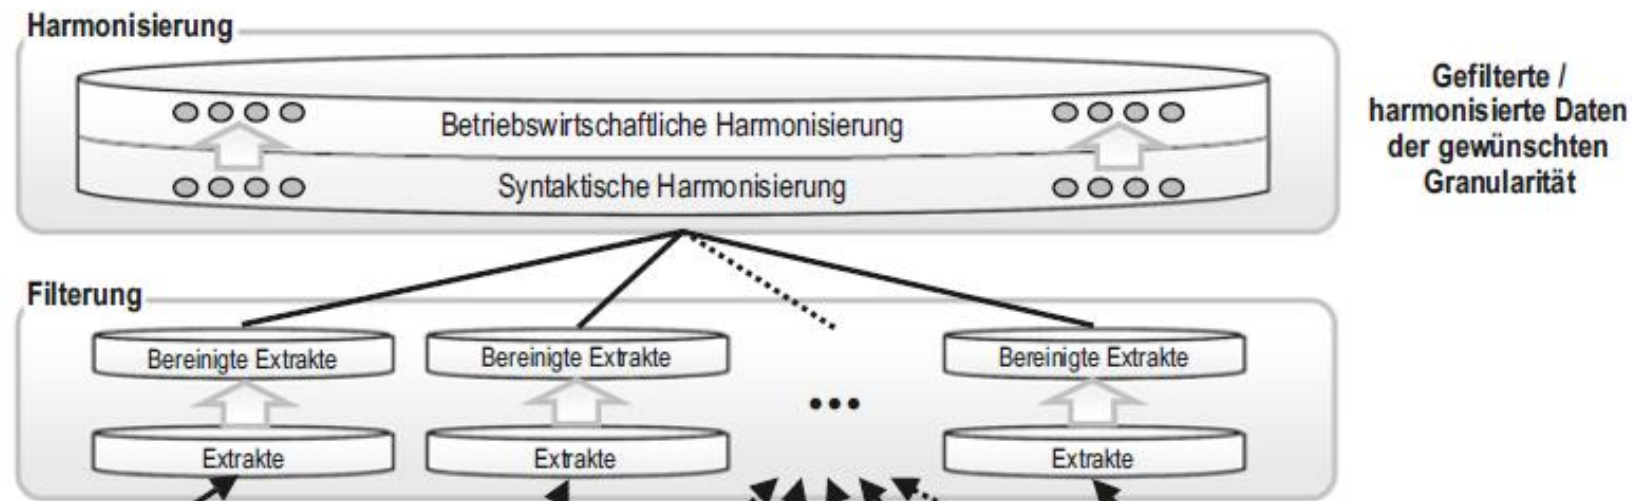 Harmonisierung
Gefilterte /
harmonisierte Daten
der gewünschten
Granularität
Betriebswirtschaftliche Harmonisierung
Syntaktische Harmonisierung
Filterung
Bereinigte Extrakte
Bereinigte Extrakte
Bereinigte Extrakte
•••
Extrakte
Extrakte
Extrakte